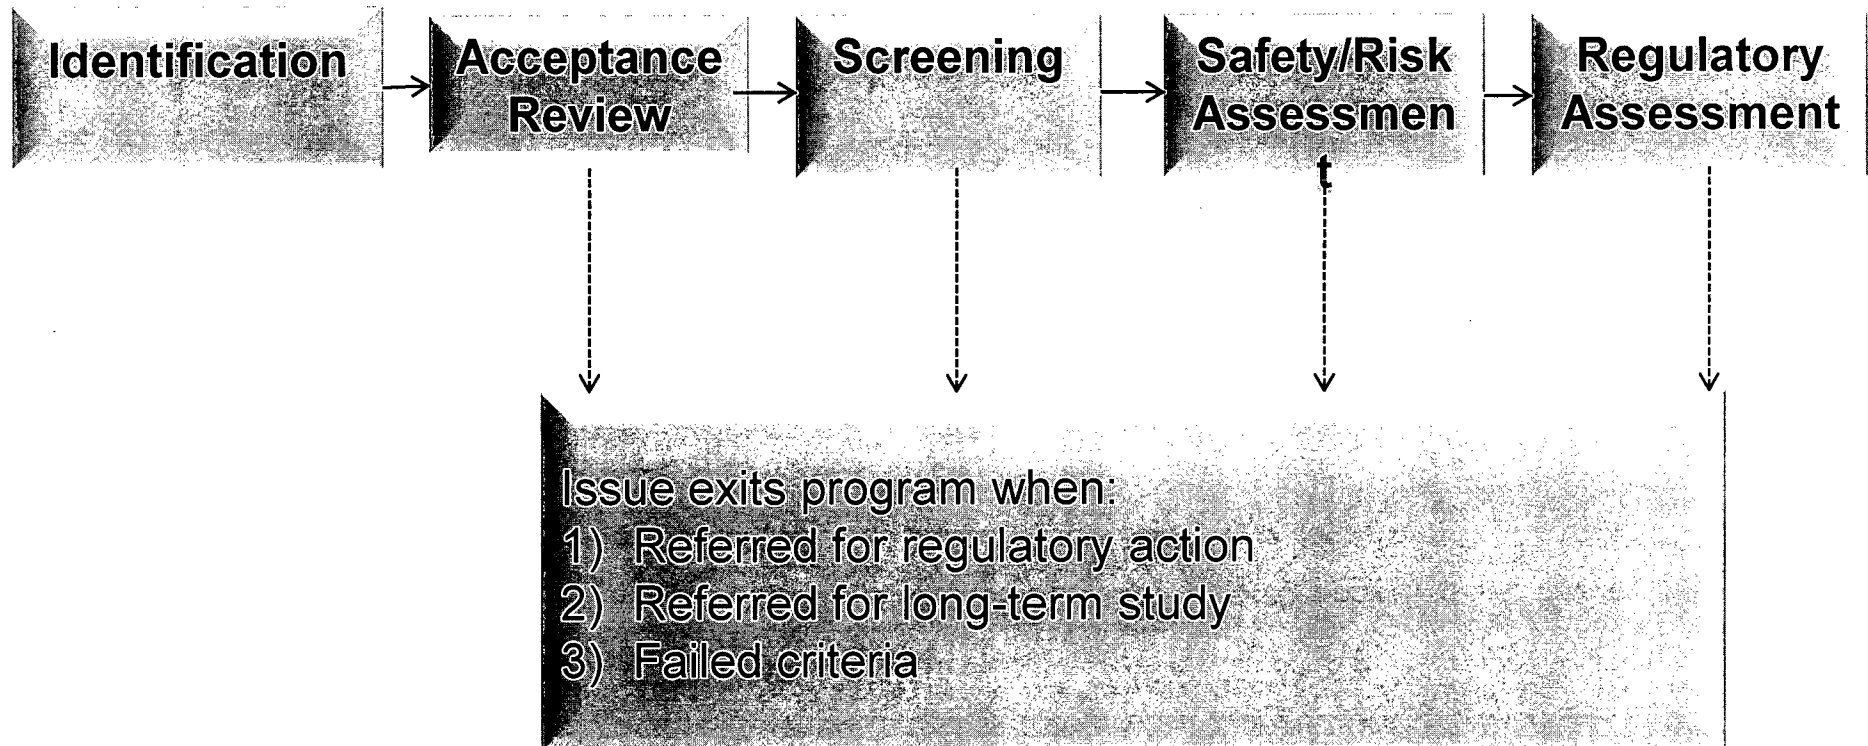 Identification
Acceptance
Review
Screening
Safety/Risk
Assessmen
t
Regulatory
Assessment
Issue exits program when:
1) Referred for regulatory action
2) Referred for long-term study
3) Failed criteria